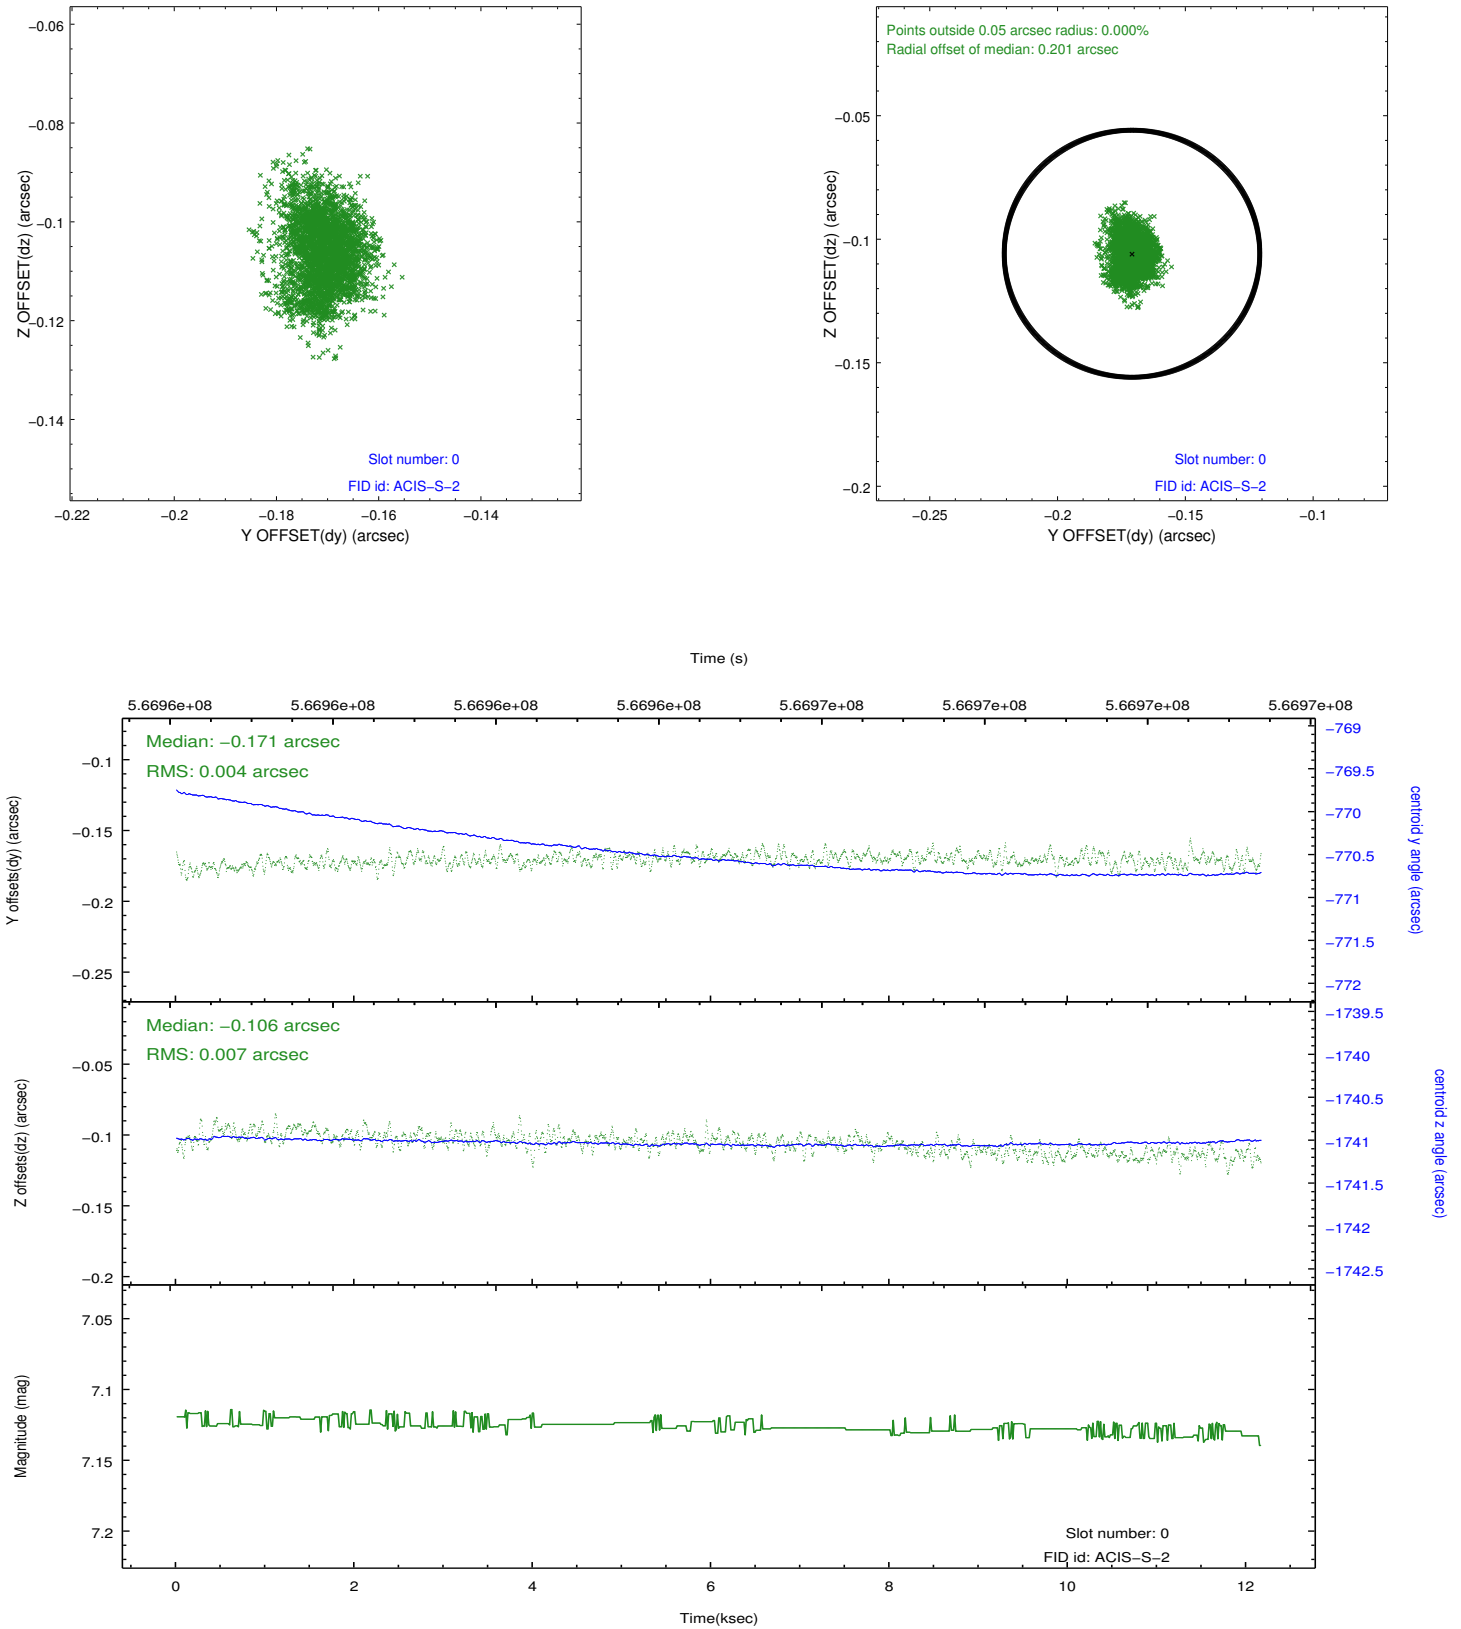 −0.06
−0.08
−0.1
−0.12
−0.14
Z OFFSET(dz) (arcsec)
Slot number: 0
FID id: ACIS−S−2
−0.22
−0.2
−0.18
−0.16
−0.14
Y OFFSET(dy) (arcsec)
Points outside 0.05 arcsec radius: 0.000%
Radial offset of median: 0.201 arcsec
−0.05
−0.1
−0.15
−0.2
Z OFFSET(dz) (arcsec)
Slot number: 0
FID id: ACIS−S−2
−0.25
−0.2
−0.15
−0.1
Y OFFSET(dy) (arcsec)
Time (s)
5.6696e+08
5.6696e+08
5.6696e+08
5.6696e+08
5.6697e+08
5.6697e+08
5.6697e+08
5.6697e+08
Median: −0.171 arcsec
RMS: 0.004 arcsec
−0.1
−0.15
−0.2
−0.25
Y offsets(dy) (arcsec)
−769
−769.5
−770
−770.5
−771
−771.5
−772
centroid y angle (arcsec)
Median: −0.106 arcsec
RMS: 0.007 arcsec
−0.05
−0.1
−0.15
−0.2
Z offsets(dz) (arcsec)
−1739.5
−1740
−1740.5
−1741
−1741.5
−1742
−1742.5
centroid z angle (arcsec)
7.05
7.1
7.15
7.2
Magnitude (mag)
Slot number: 0
FID id: ACIS−S−2
0
2
4
6
8
10
12
Time(ksec)